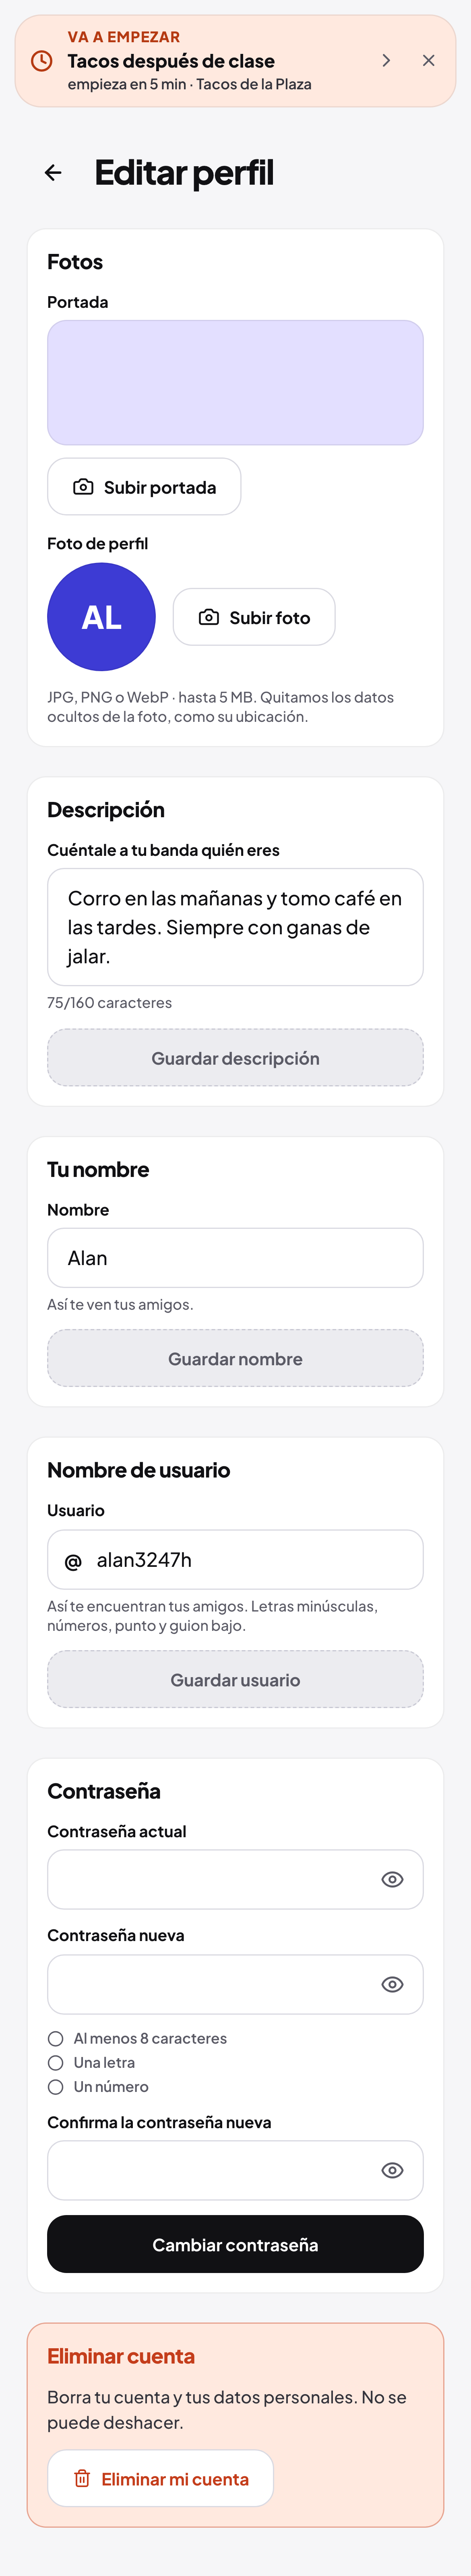 VA A EMPEZAR
Tacos después de clase
empieza en 5 min · Tacos de la Plaza
Editar perfil
Fotos
Portada
Subir portada
Foto de perfil
AL
Subir foto
JPG, PNG o WebP · hasta 5 MB. Quitamos los datos
ocultos de la foto, como su ubicación.
Descripción
Cuéntale a tu banda quién eres
Corro en las mañanas y tomo café en
las tardes. Siempre con ganas de
jalar.
75/160 caracteres
Guardar descripción
Tu nombre
Nombre
Alan
Así te ven tus amigos.
Guardar nombre
Nombre de usuario
Usuario
@ alan3247h
Así te encuentran tus amigos. Letras minúsculas,
números, punto y guion bajo.
Guardar usuario
Contraseña
Contraseña actual
Contraseña nueva
Al menos 8 caracteres
Una letra
Un número
Confirma la contraseña nueva
Cambiar contraseña
Eliminar cuenta
Borra tu cuenta y tus datos personales. No se
puede deshacer.
Eliminar mi cuenta